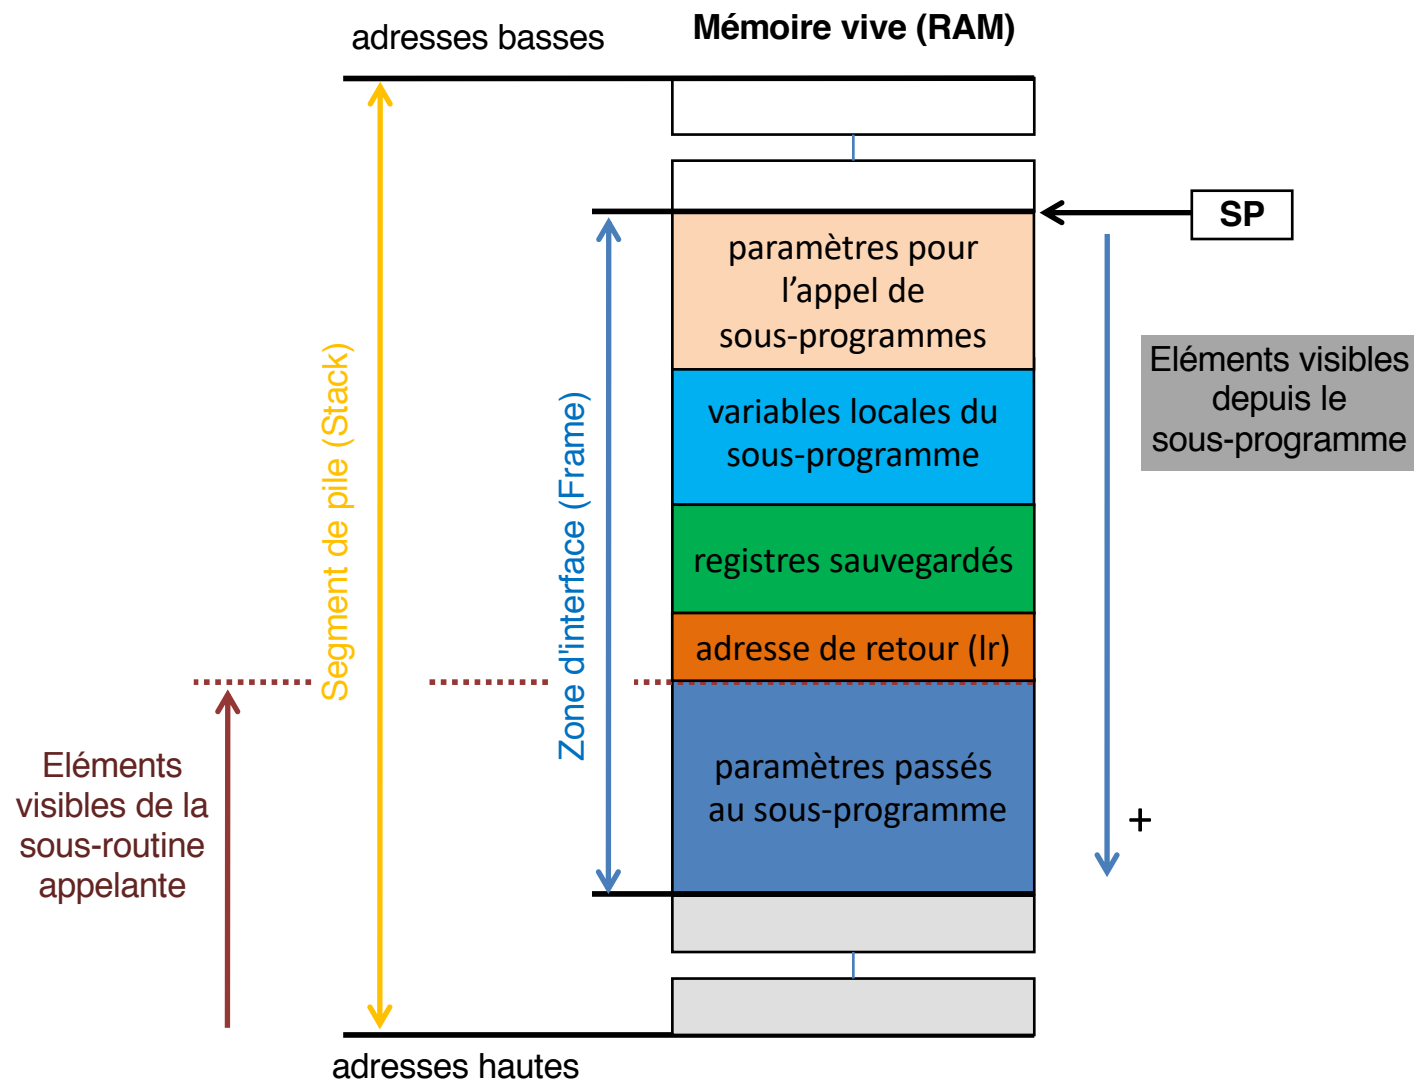 adresses basses
Mémoire vive (RAM)
SP
paramètres pour
l'appel de
sous-programmes
Eléments visibles
depuis le
sous-programme
variables locales du
sous-programme
Segment de pile (Stack)
Zone d'interface (Frame)
registres sauvegardés
adresse de retour (lr)
Eléments
visibles de la
sous-routine
appelante
paramètres passés
au sous-programme
+
adresses hautes